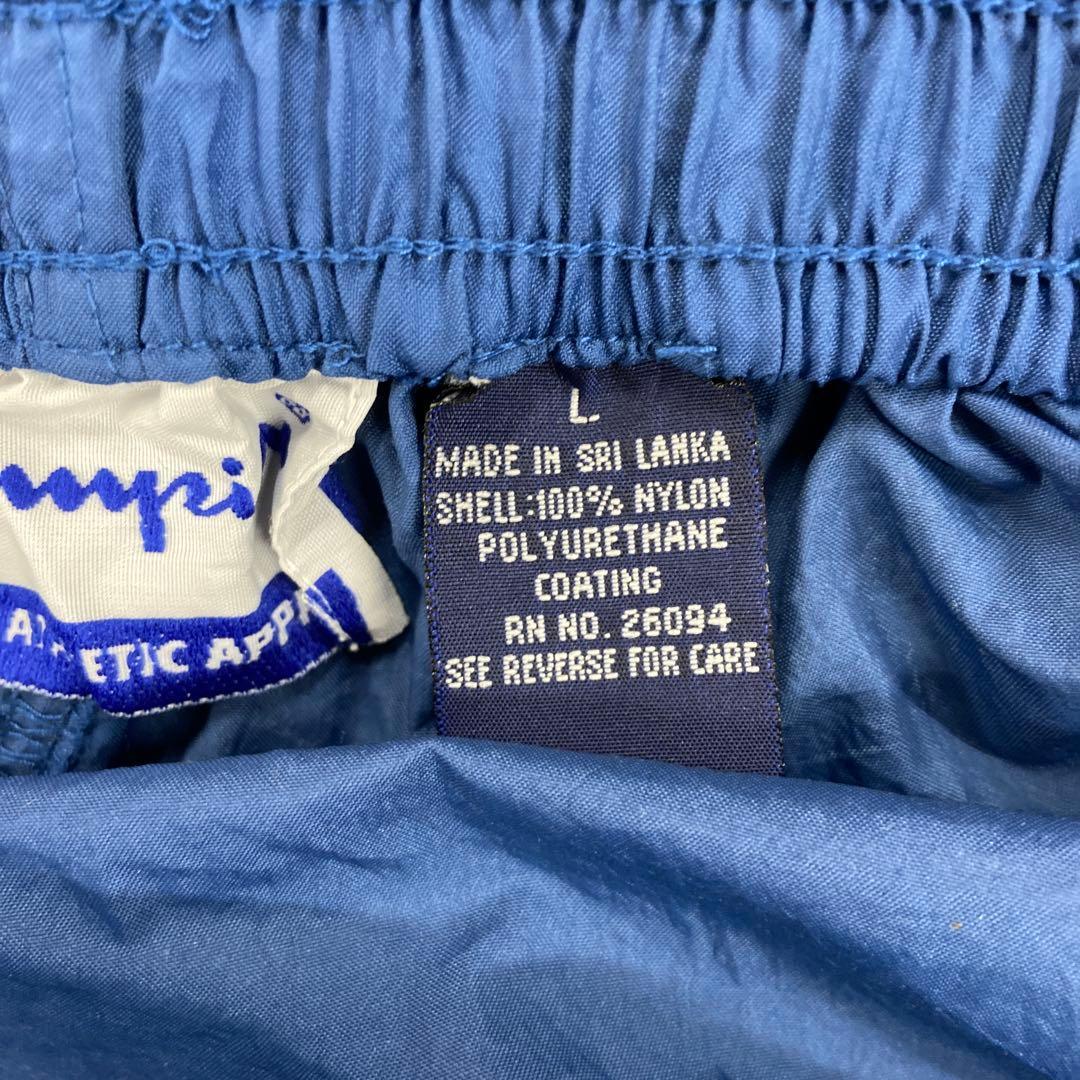 L.
MADE IN SRI LANKA
SHELL:100% NYLON
POLYURETHANE
COATING
RN NO. 26094
SEE REVERSE FOR CARE